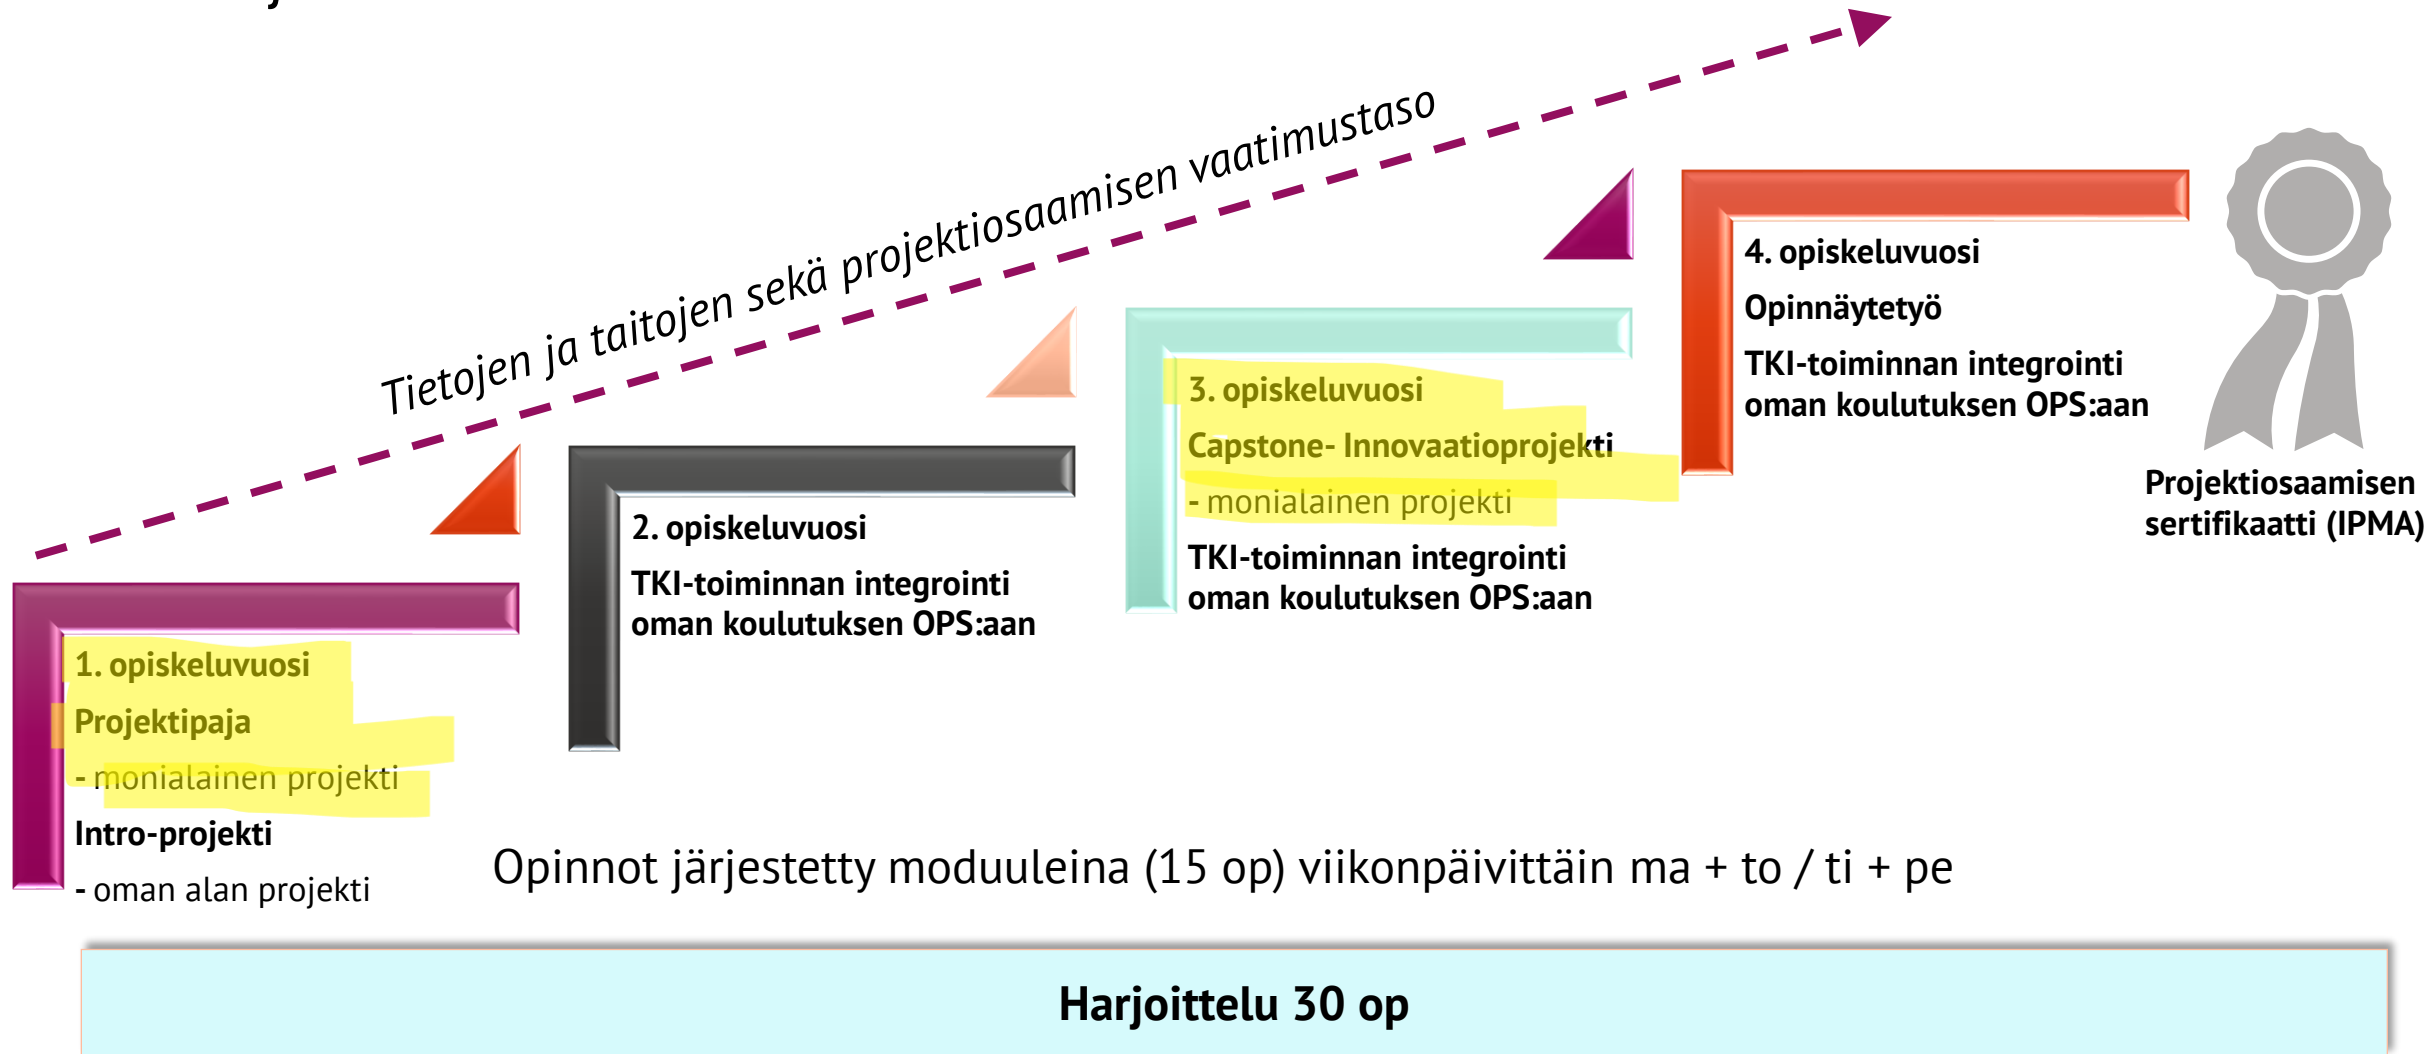 Tietojen ja taitojen sekä projektiosaamisen vaatimustaso
1. opiskeluvuosi
Projektipaja
- monialainen projekti
Intro-projekti
- oman alan projekti
2. opiskeluvuosi
TKI-toiminnan integrointi
oman koulutuksen OPS:aan
3. opiskeluvuosi
Capstone- Innovaatioprojekti
- monialainen projekti
TKI-toiminnan integrointi
oman koulutuksen OPS:aan
4. opiskeluvuosi
Opinnäytetyö
TKI-toiminnan integrointi
oman koulutuksen OPS:aan
Projektiosaamisen
sertifikaatti (IPMA)
Opinnot järjestetty moduuleina (15 op) viikonpäivittäin ma + to / ti + pe
Harjoittelu 30 op